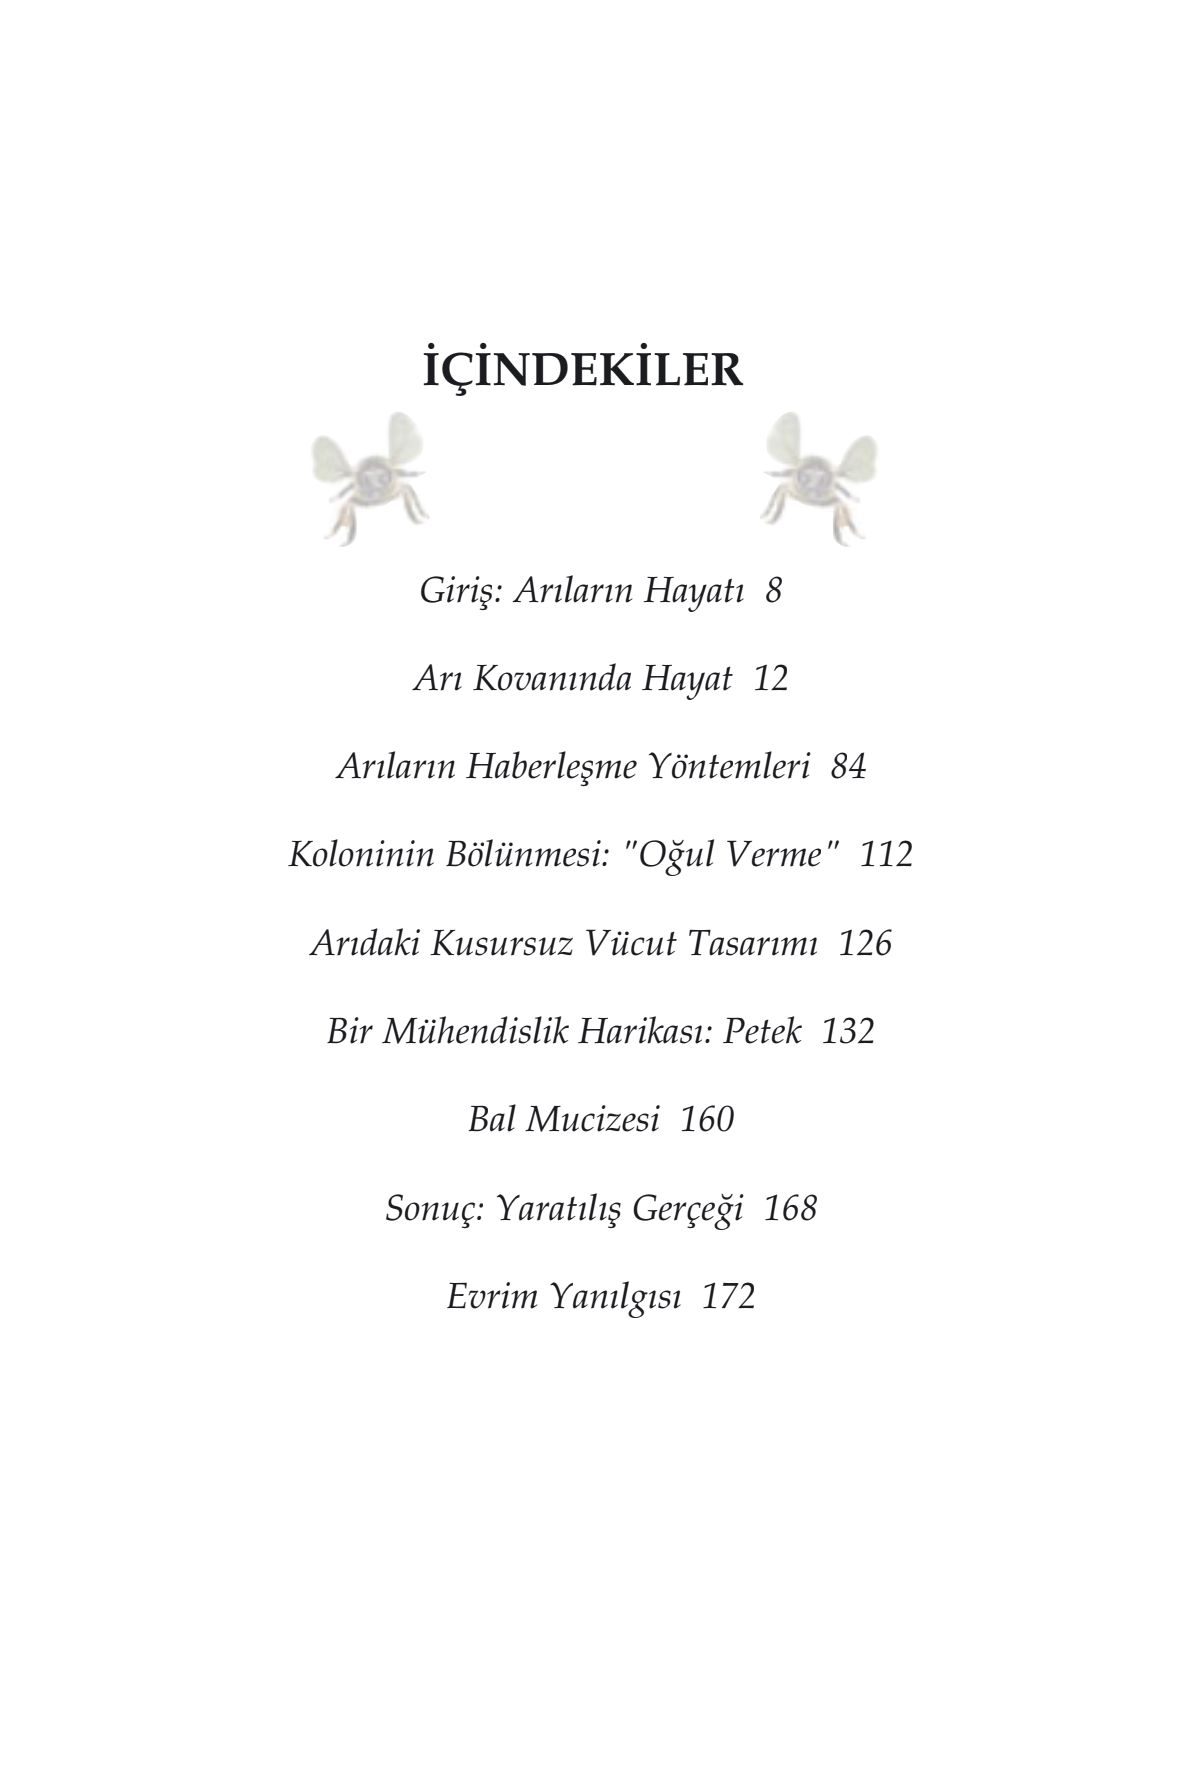 İÇİNDEKİLER
Giriş: Arıların Hayatı 8
Arı Kovanında Hayat 12
Arıların Haberleşme Yöntemleri 84
Koloninin Bölünmesi: "Oğul Verme" 112
Arıdaki Kusursuz Vücut Tasarımı 126
Bir Mühendislik Harikası: Petek 132
Bal Mucizesi 160
Sonuç: Yaratılış Gerçeği 168
Evrim Yanılgısı 172